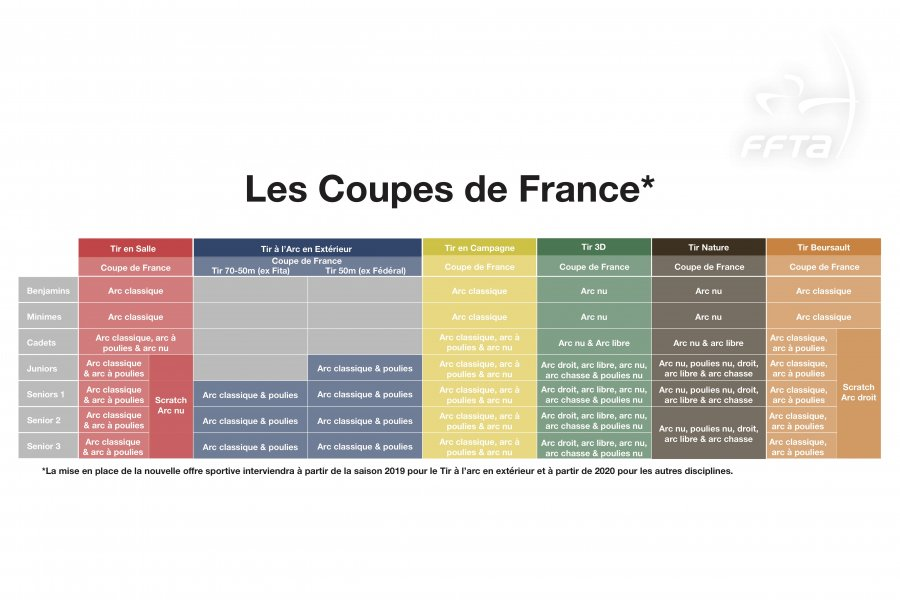 FFTA
Les Coupes de France*
Tir en Salle
Tir à l'Arc en Extérieur
Tir en Campagne
Tir 3D
Tir Nature
Tir Beursault
Coupe de France
Coupe de France
Tir 70-50m (ex Fita)
Tir 50m (ex Fédéral)
Coupe de France
Coupe de France
Coupe de France
Coupe de France
Benjamins
Arc classique
Arc classique
Arc nu
Arc nu
Arc classique
Minimes
Arc classique
Arc classique
Arc nu
Arc nu
Arc classique
Cadets
Arc classique, arc à
poulies & arc nu
Arc classique, arc à
poulies & arc nu
Arc nu & Arc libre
Arc nu & arc libre
Arc classique,
arc à poulies
Juniors
Arc classique
& arc à poulies
Scratch
Arc nu
Arc classique & poulies
Arc classique, arc à
poulies & arc nu
Arc droit, arc libre, arc nu,
arc chasse & poulies nu
Arc nu, poulies nu, droit,
arc libre & arc chasse
Arc classique,
arc à poulies
Scratch
Arc droit
Seniors 1
Arc classique
& arc à poulies
Arc classique & poulies
Arc classique & poulies
Arc classique, arc à
poulies & arc nu
Arc droit, arc libre, arc nu,
arc chasse & poulies nu
Arc nu, poulies nu, droit,
arc libre & arc chasse
Arc classique,
arc à poulies
Senior 2
Arc classique
& arc à poulies
Arc classique & poulies
Arc classique & poulies
Arc classique, arc à
poulies & arc nu
Arc droit, arc libre, arc nu,
arc chasse & poulies nu
Arc nu, poulies nu, droit,
arc libre & arc chasse
Arc classique,
arc à poulies
Senior 3
Arc classique
& arc à poulies
Arc classique & poulies
Arc classique & poulies
Arc classique, arc à
poulies & arc nu
Arc droit, arc libre, arc nu,
arc chasse & poulies nu
Arc classique,
arc à poulies
*La mise en place de la nouvelle offre sportive interviendra à partir de la saison 2019 pour le Tir à l'arc en extérieur et à partir de 2020 pour les autres disciplines.